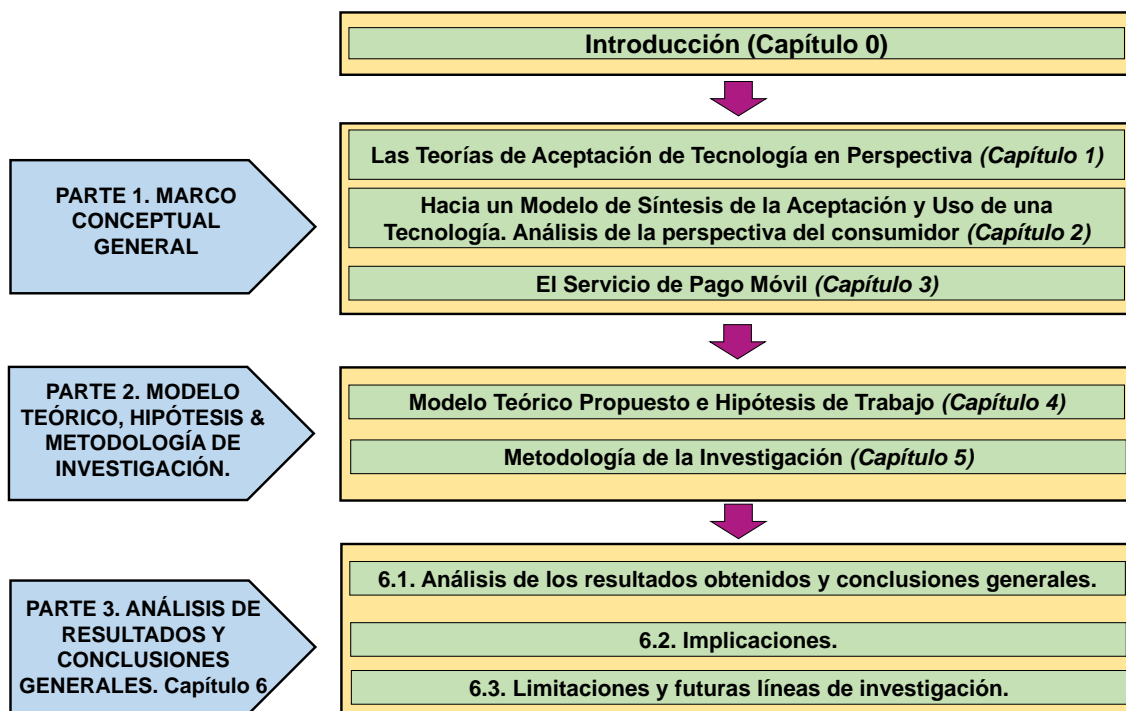 Introducción (Capítulo 0)
PARTE 1. MARCO
CONCEPTUAL
GENERAL
Las Teorías de Aceptación de Tecnología en Perspectiva (Capítulo 1)
Hacia un Modelo de Síntesis de la Aceptación y Uso de una
Tecnología. Análisis de la perspectiva del consumidor (Capítulo 2)
El Servicio de Pago Móvil (Capítulo 3)
PARTE 2. MODELO
TEÓRICO, HIPÓTESIS &
METODOLOGÍA DE
INVESTIGACIÓN.
Modelo Teórico Propuesto e Hipótesis de Trabajo (Capítulo 4)
Metodología de la Investigación (Capítulo 5)
PARTE 3. ANÁLISIS DE
RESULTADOS Y
CONCLUSIONES
GENERALES. Capítulo 6
6.1. Análisis de los resultados obtenidos y conclusiones generales.
6.2. Implicaciones.
6.3. Limitaciones y futuras líneas de investigación.